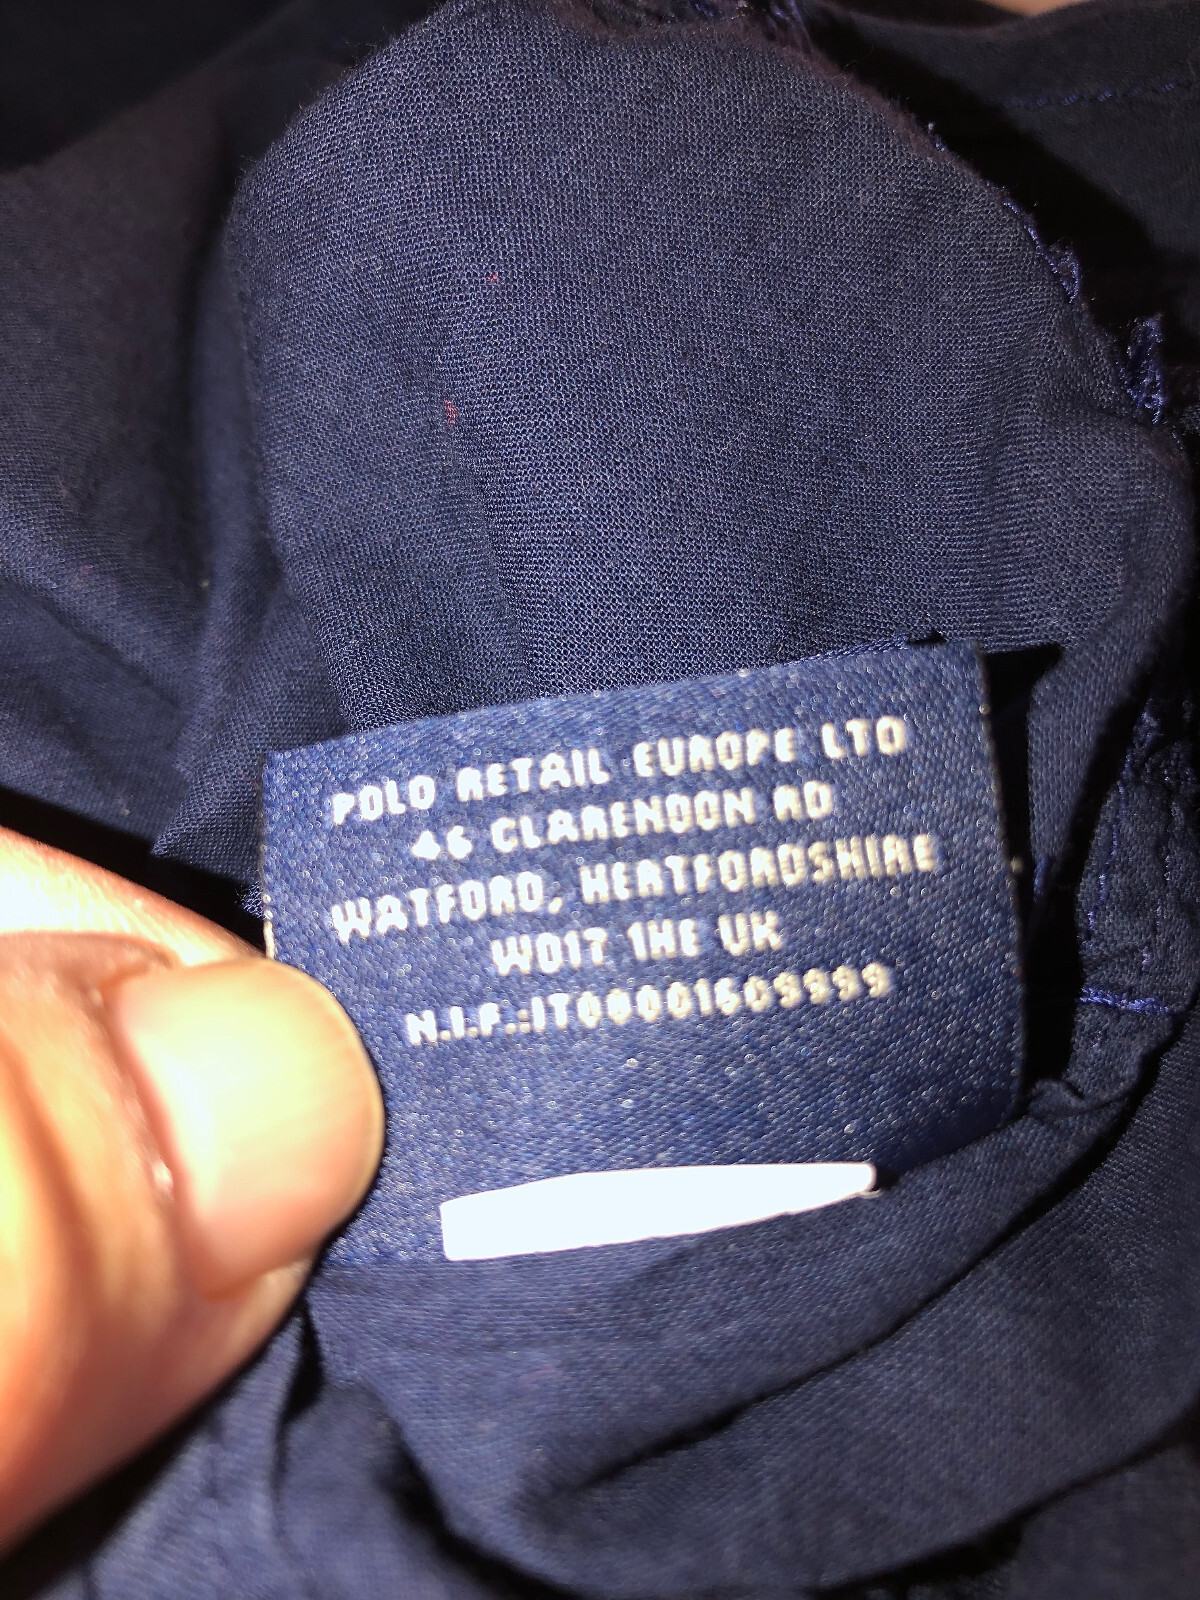 POLO RETAIL EUROPE LTD
46 CLARENDON RD
WATFORD, HERTFORDSHIRE
WD17 1HE UK
N.I.F.:IT00001609999